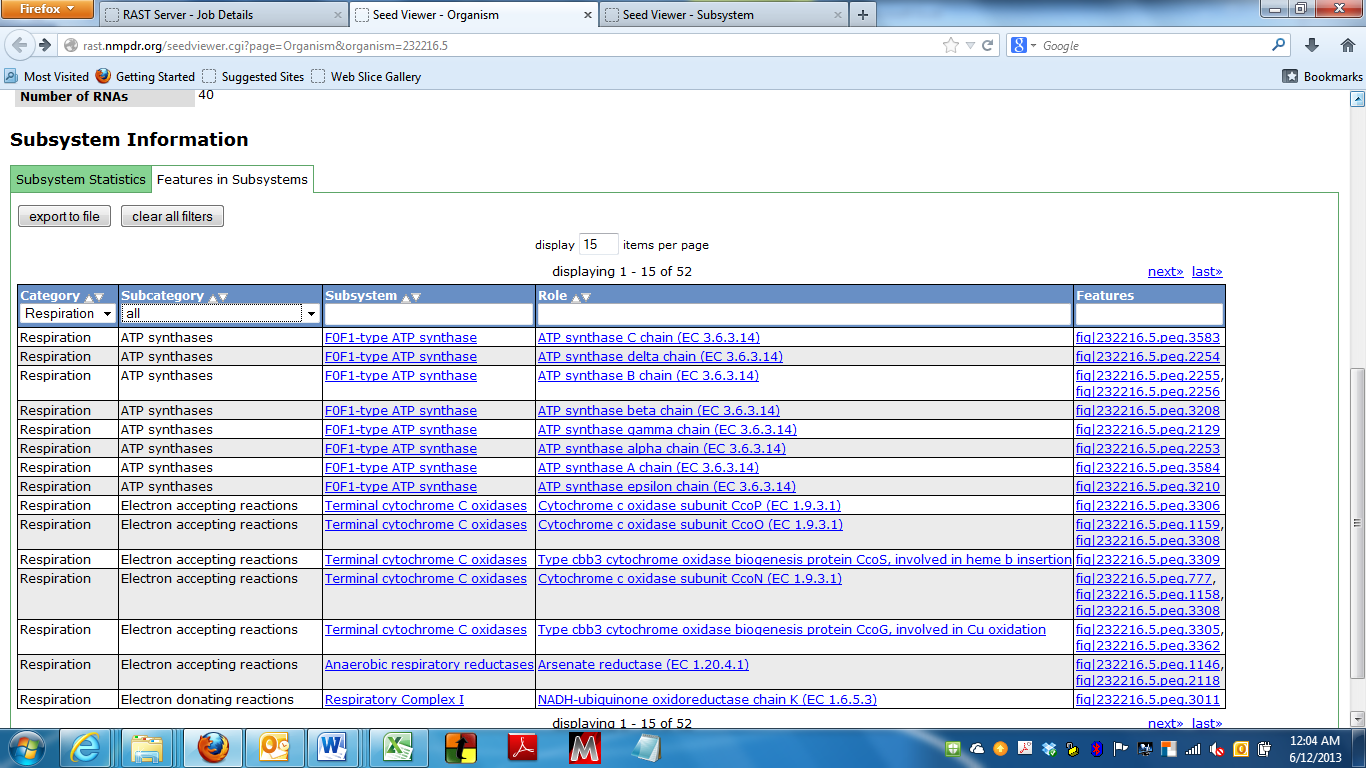 Firefox
RAST Server - Job Details
Seed Viewer - Organism
Seed Viewer - Subsystem
rast.nmpdr.org/seedviewer.cgi?page=Organism&organism=232216.5
Google
Most Visited Getting Started Suggested Sites Web Slice Gallery Bookmarks
Number of RNAs 40
Subsystem Information
Subsystem Statistics Features in Subsystems
export to file clear all filters
display 15 items per page
displaying 1 - 15 of 52 next» last»
Category Subsystem Role Features Subcategory
Respiration all
Respiration ATP synthases F0F1-type ATP synthase ATP synthase C chain (EC 3.6.3.14) fig|232216.5.peg.3583
Respiration ATP synthases F0F1-type ATP synthase ATP synthase delta chain (EC 3.6.3.14) fig|232216.5.peg.2254
Respiration ATP synthases F0F1-type ATP synthase ATP synthase B chain (EC 3.6.3.14) fig|232216.5.peg.2255,
fig|232216.5.peg.2256
Respiration ATP synthases F0F1-type ATP synthase ATP synthase beta chain (EC 3.6.3.14) fig|232216.5.peg.3208
Respiration ATP synthases F0F1-type ATP synthase ATP synthase gamma chain (EC 3.6.3.14) fig|232216.5.peg.2129
Respiration ATP synthases F0F1-type ATP synthase ATP synthase alpha chain (EC 3.6.3.14) fig|232216.5.peg.2253
Respiration ATP synthases F0F1-type ATP synthase ATP synthase A chain (EC 3.6.3.14) fig|232216.5.peg.3584
Respiration ATP synthases F0F1-type ATP synthase ATP synthase epsilon chain (EC 3.6.3.14) fig|232216.5.peg.3210
Respiration Electron accepting reactions Terminal cytochrome C oxidases Cytochrome c oxidase subunit CcoP (EC 1.9.3.1) fig|232216.5.peg.3306
Respiration Electron accepting reactions Terminal cytochrome C oxidases Cytochrome c oxidase subunit CcoO (EC 1.9.3.1) fig|232216.5.peg.1159,
fig|232216.5.peg.3308
Respiration Electron accepting reactions Terminal cytochrome C oxidases Type cbb3 cytochrome oxidase biogenesis protein CcoS, involved in heme b insertion fig|232216.5.peg.3309
Respiration Electron accepting reactions Terminal cytochrome C oxidases Cytochrome c oxidase subunit CcoN (EC 1.9.3.1) fig|232216.5.peg.777,
fig|232216.5.peg.1158,
fig|232216.5.peg.3308
Respiration Electron accepting reactions Terminal cytochrome C oxidases Type cbb3 cytochrome oxidase biogenesis protein CcoG, involved in Cu oxidation fig|232216.5.peg.3305,
fig|232216.5.peg.3362
Respiration Electron accepting reactions Anaerobic respiratory reductases Arsenate reductase (EC 1.20.4.1) fig|232216.5.peg.1146,
fig|232216.5.peg.2118
Respiration Electron donating reactions Respiratory Complex I NADH-ubiquinone oxidoreductase chain K (EC 1.6.5.3) fig|232216.5.peg.3011
displaying 1 - 15 of 52 next» last»
12:04 AM
6/12/2013